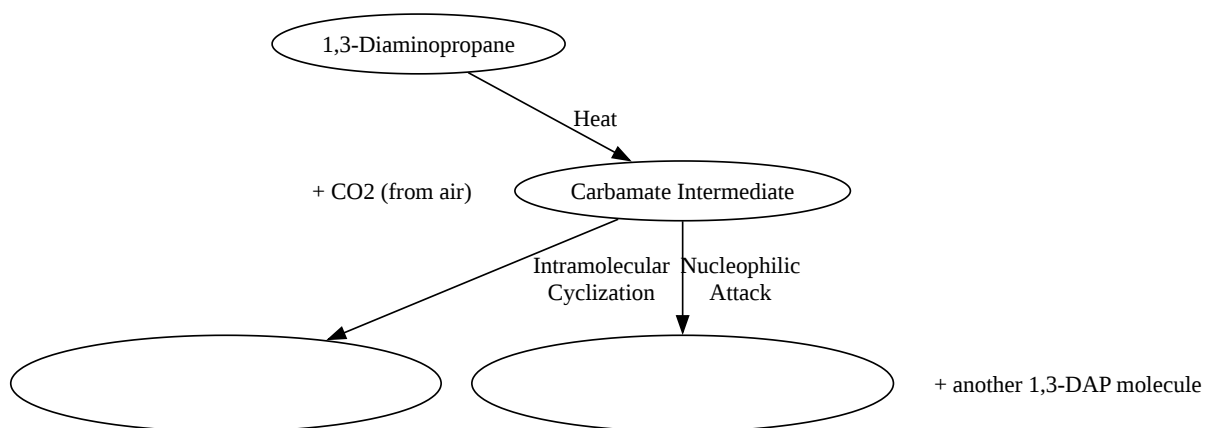 1,3-Diaminopropane
Heat
+ CO2 (from air)
Carbamate Intermediate
Intramolecular
Cyclization
Nucleophilic
Attack
+ another 1,3-DAP molecule